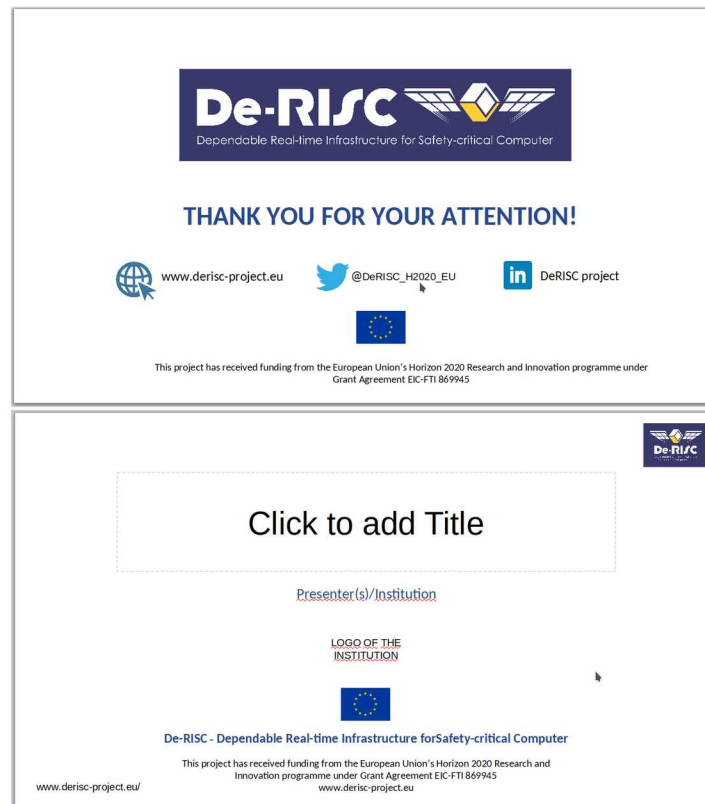 De-RISC
Dependable Real-time Infrastructure for Safety-critical Computer
THANK YOU FOR YOUR ATTENTION!
www.derisc-project.eu
@DeRISC_H2020_EU
in
DeRISC project
This project has received funding from the European Union's Horizon 2020 Research and Innovation programme under
Grant Agreement EIC-FTI 869945
De-RISC
Click to add Title
Presenter(s)/Institution
LOGO OF THE
INSTITUTION
De-RISC - Dependable Real-time Infrastructure forSafety-critical Computer
This project has received funding from the European Union's Horizon 2020 Research and
Innovation programme under Grant Agreement EIC-FTI 869945
www.derisc-project.eu/
www.derisc-project.eu